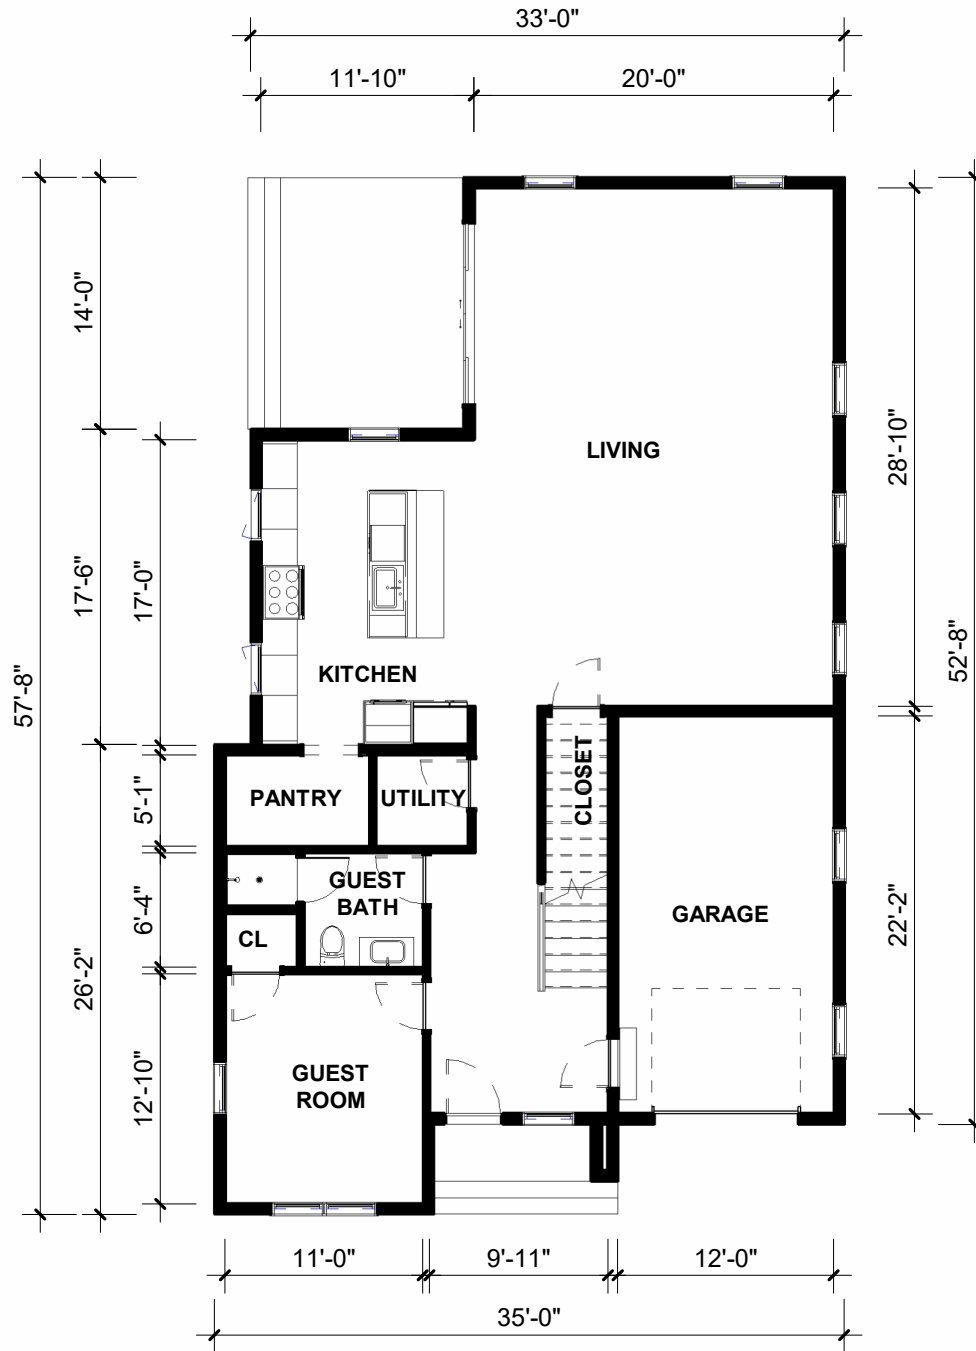 33'-0"
11'-10"
20'-0"
14'-0"
LIVING
28'-10"
17'-6"
17'-0"
52'-8"
57'-8"
KITCHEN
CLOSET
5'-1"
PANTRY
UTILITY
GUEST
BATH
6'-4"
GARAGE
22'-2"
CL
26'-2"
12'-10"
GUEST
ROOM
11'-0"
9'-11"
12'-0"
35'-0"